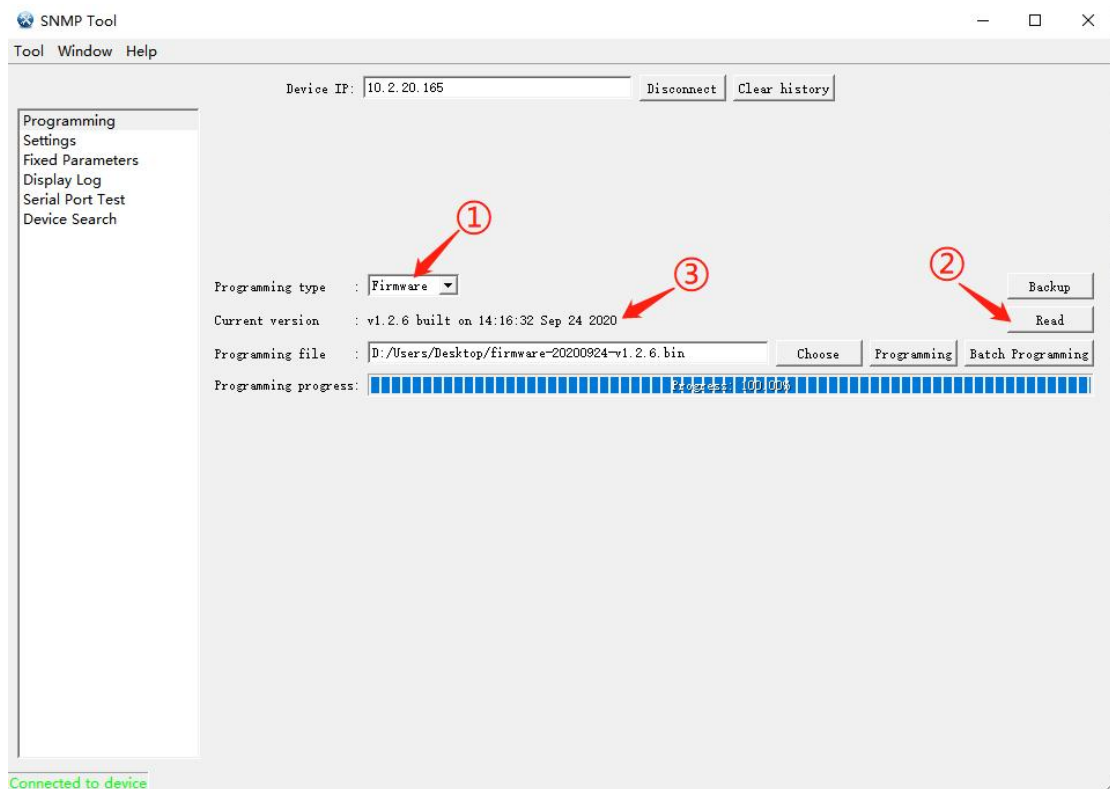 SNMP Tool
Tool Window Help
Device IP: 10.2.20.165 Disconnect Clear history
Programming
Settings
Fixed Parameters
Display Log
Serial Port Test
Device Search
①
③
②
Programming type : Firmware Backup
Current version : v1.2.6 built on 14:16:32 Sep 24 2020 Read
Programming file : D:/Users/Desktop/firmware-20200924-v1.2.6.bin Choose Programming Batch Programming
Programming progress: Progress: 100.00%
Connected to device